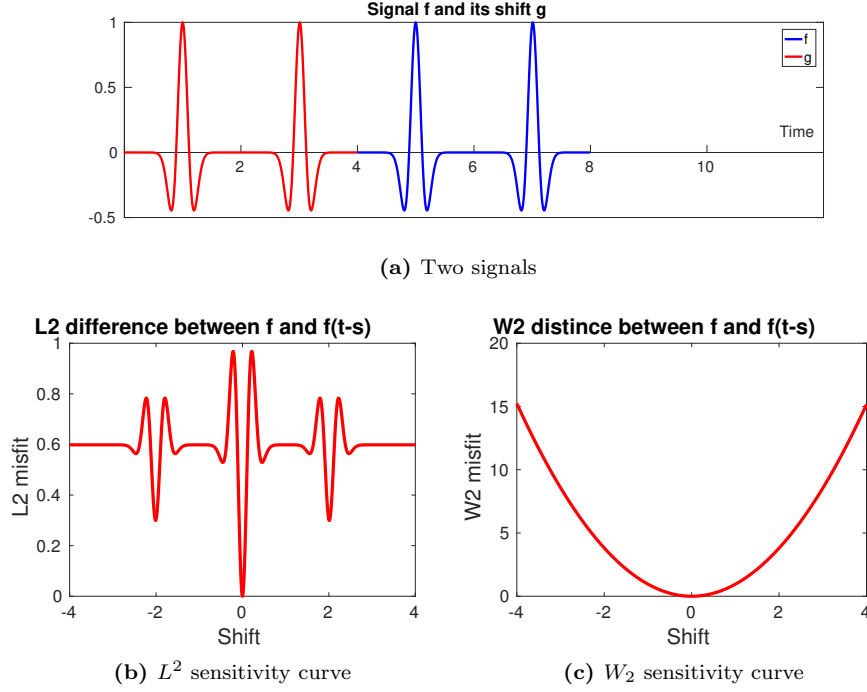 Signal f and its shift g
1
0.5
0
-0.5
2
4
6
8
10
Time
f
g
(a) Two signals
L2 difference between f and f(t-s)
1
0.8
0.6
0.4
0.2
0
-4
-2
0
2
4
L2 misfit
Shift
(b) L² sensitivity curve
W2 distince between f and f(t-s)
20
15
10
5
0
-4
-2
0
2
4
W2 misfit
Shift
(c) W₂ sensitivity curve